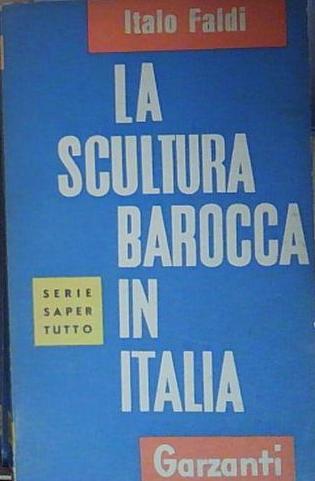 Italo Faldi
LA
SCULTURA
BAROCCA
IN
ITALIA
SERIE
SAPER
TUTTO
Garzanti